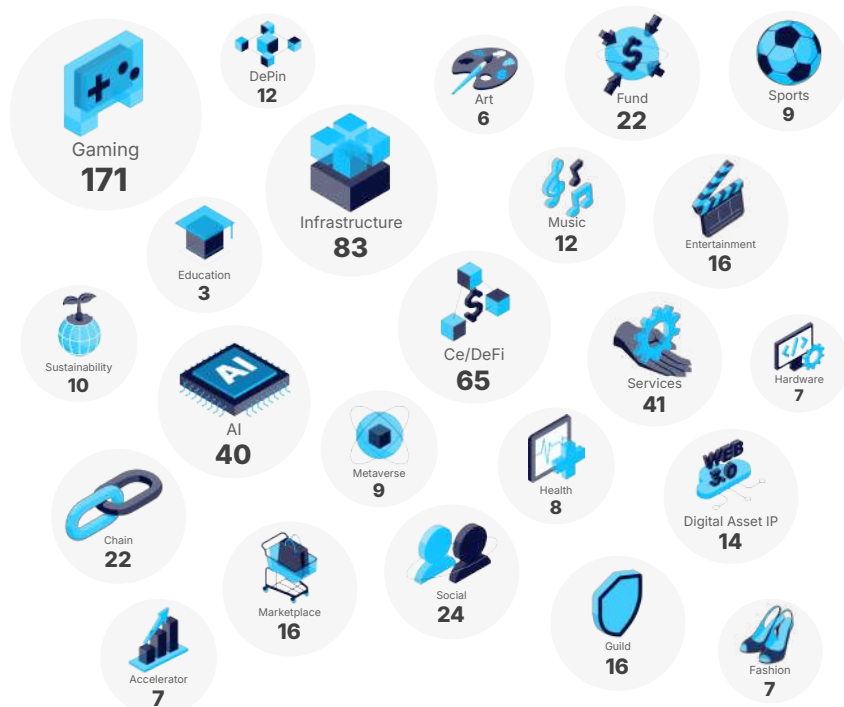 Gaming
171
DePin
12
Art
6
Fund
22
Sports
9
Infrastructure
83
Music
12
Entertainment
16
Education
3
Sustainability
10
AI
AI
40
Ce/DeFi
65
Services
41
</>
Hardware
7
Metaverse
9
Health
8
WEB
3.0
Digital Asset IP
14
Chain
22
Marketplace
16
Social
24
Guild
16
Accelerator
7
Fashion
7